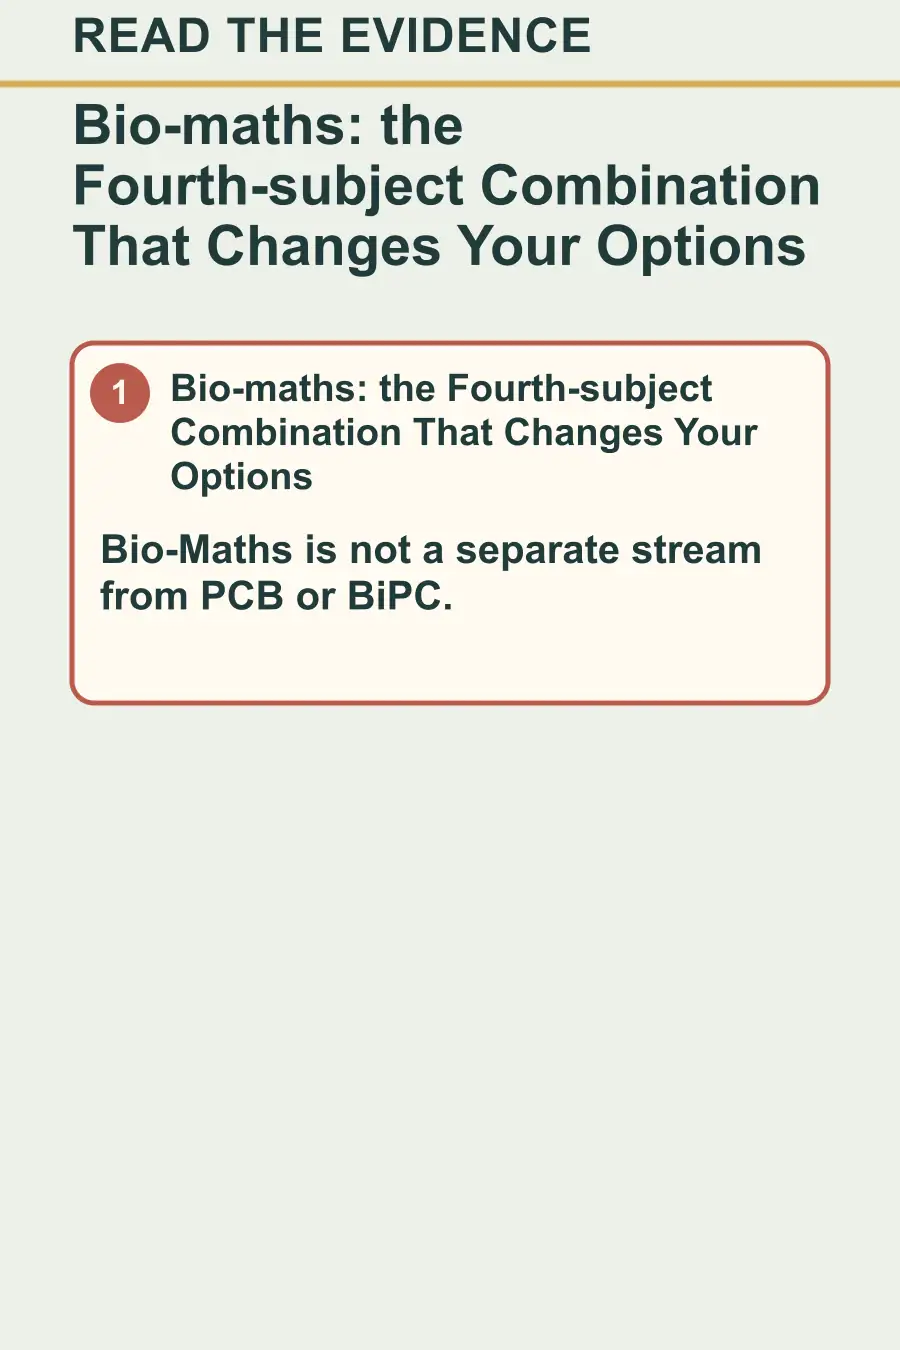 READ THE EVIDENCE
Bio-maths: the
Fourth-subject Combination
That Changes Your Options
1
Bio-maths: the Fourth-subject
Combination That Changes Your
Options
Bio-Maths is not a separate stream
from PCB or BiPC.